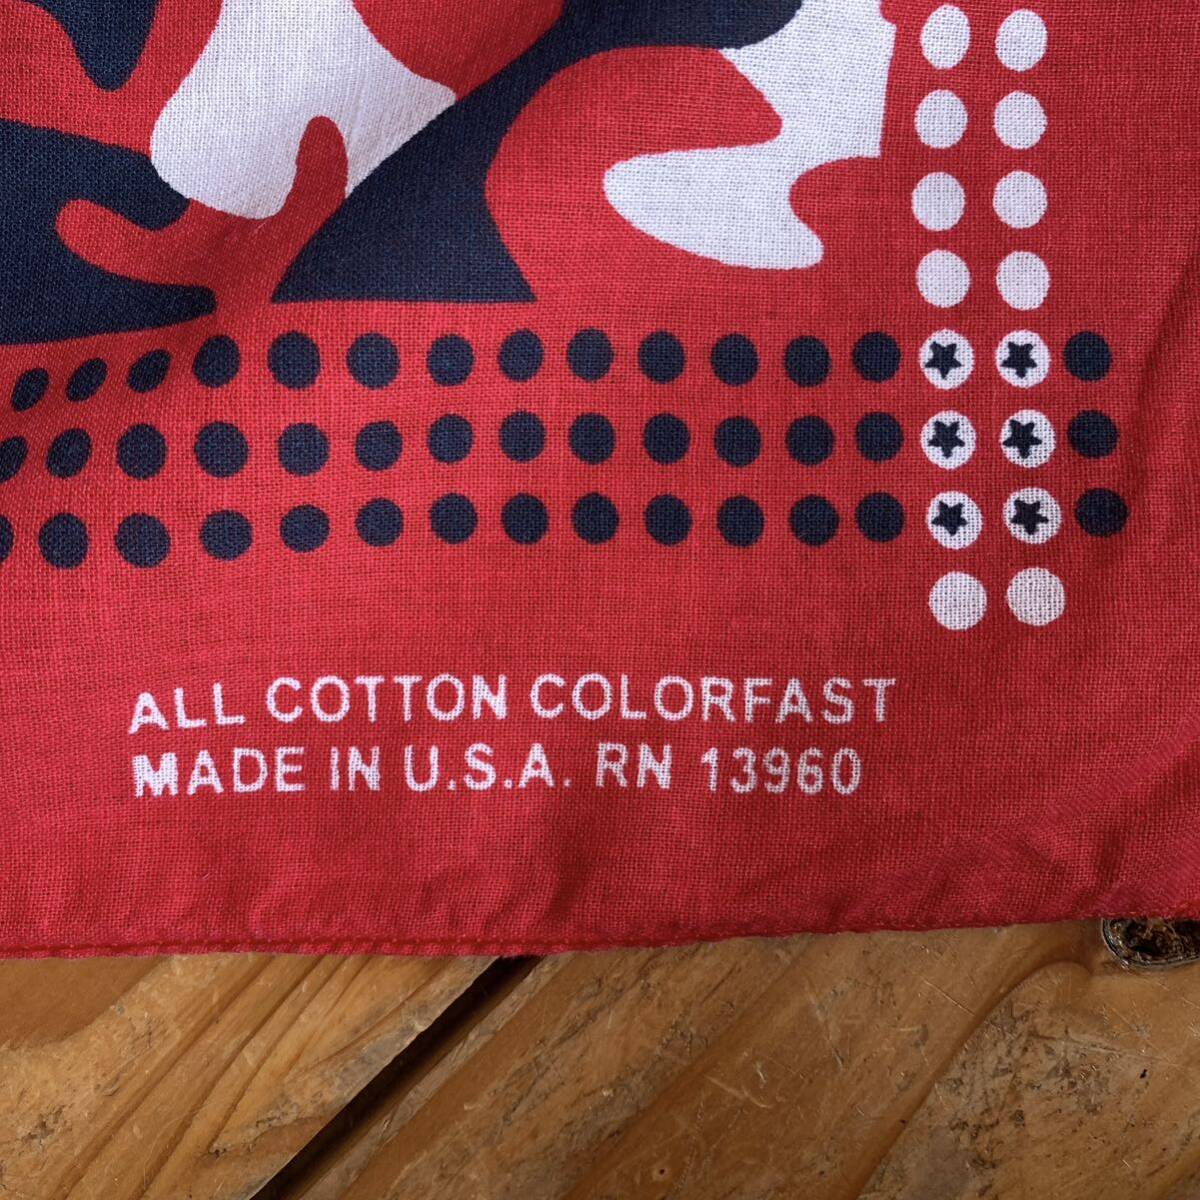 ALL COTTON COLORFAST
MADE IN U.S.A. RN 13960